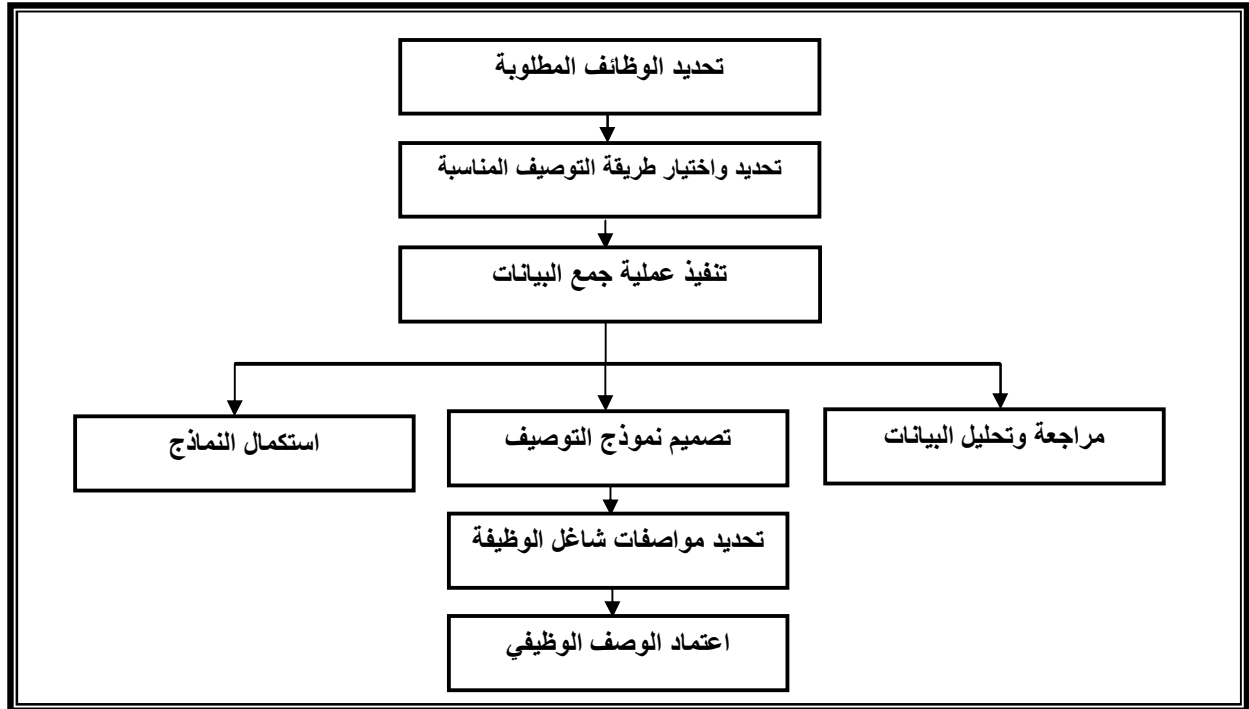 تحديد الوظائف المطلوبة
تحديد واختيار طريقة التوصيف المناسبة
تنفيذ عملية جمع البيانات
مراجعة وتحليل البيانات
تصميم نموذج التوصيف
استكمال النماذج
تحديد مواصفات شاغل الوظيفة
اعتماد الوصف الوظيفي